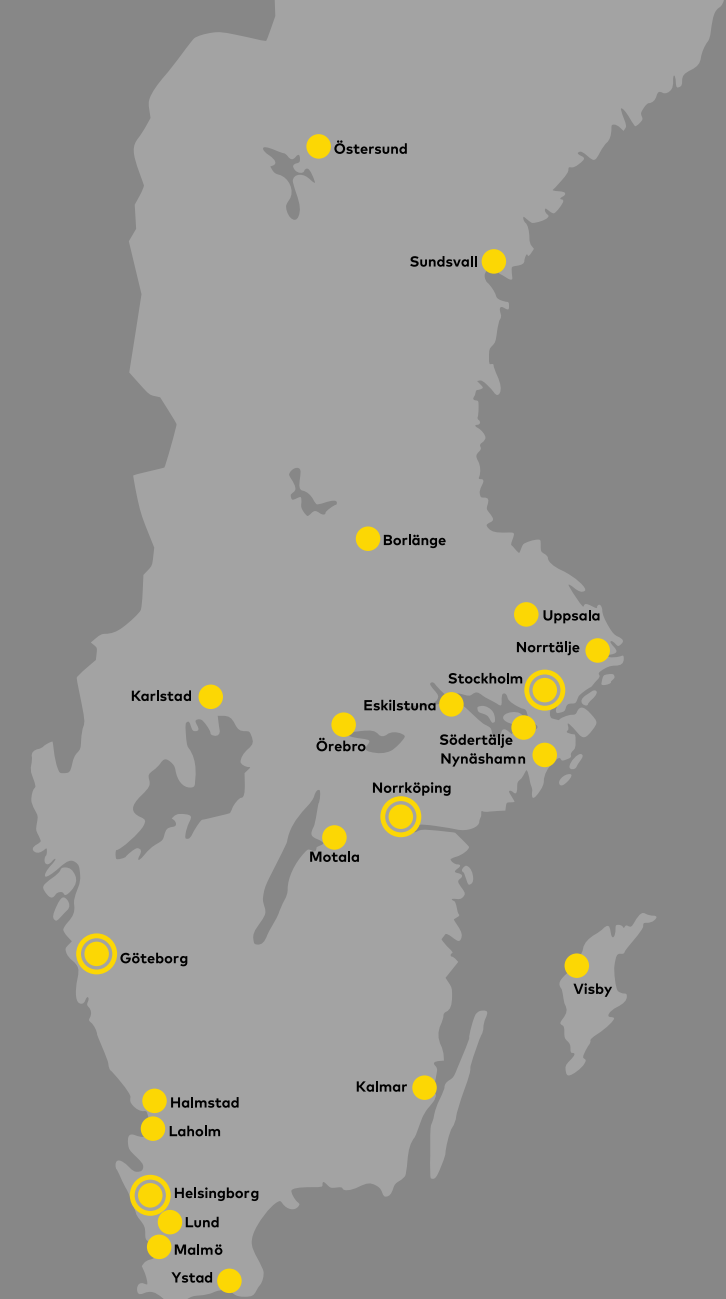 Östersund
Sundsvall
Borlänge
Uppsala
Norrtälje
Stockholm
Karlstad
Eskilstuna
Örebro
Södertälje
Nynäshamn
Norrköping
Motala
Göteborg
Visby
Kalmar
Halmstad
Laholm
Helsingborg
Lund
Malmö
Ystad